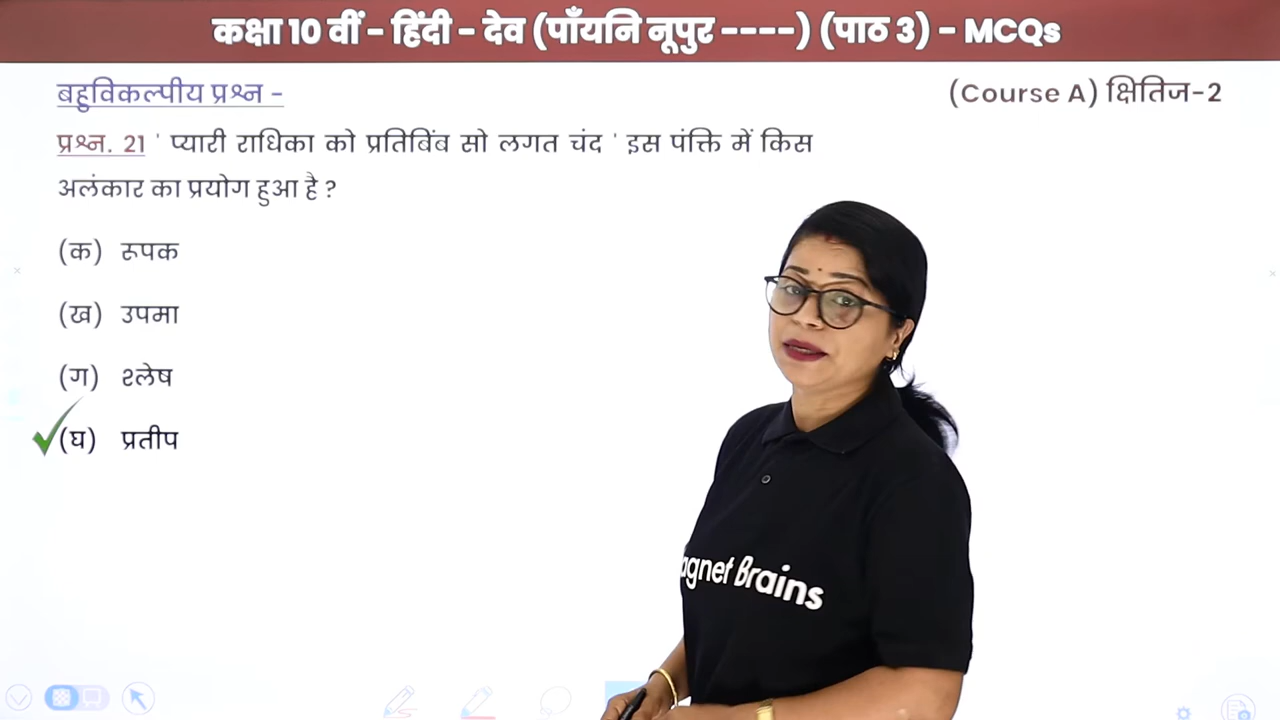 कक्षा 10 वीं - हिंदी - देव (पाँयनि नूपुर ----) (पाठ 3) - MCQs
बहुविकल्पीय प्रश्न -
(Course A) क्षितिज-2
प्रश्न. 21 ' प्यारी राधिका को प्रतिबिंब सो लगत चंद ' इस पंक्ति में किस
अलंकार का प्रयोग हुआ है ?
(क) रूपक
(ख) उपमा
(ग) श्लेष
(घ) प्रतीप
agnet Brains